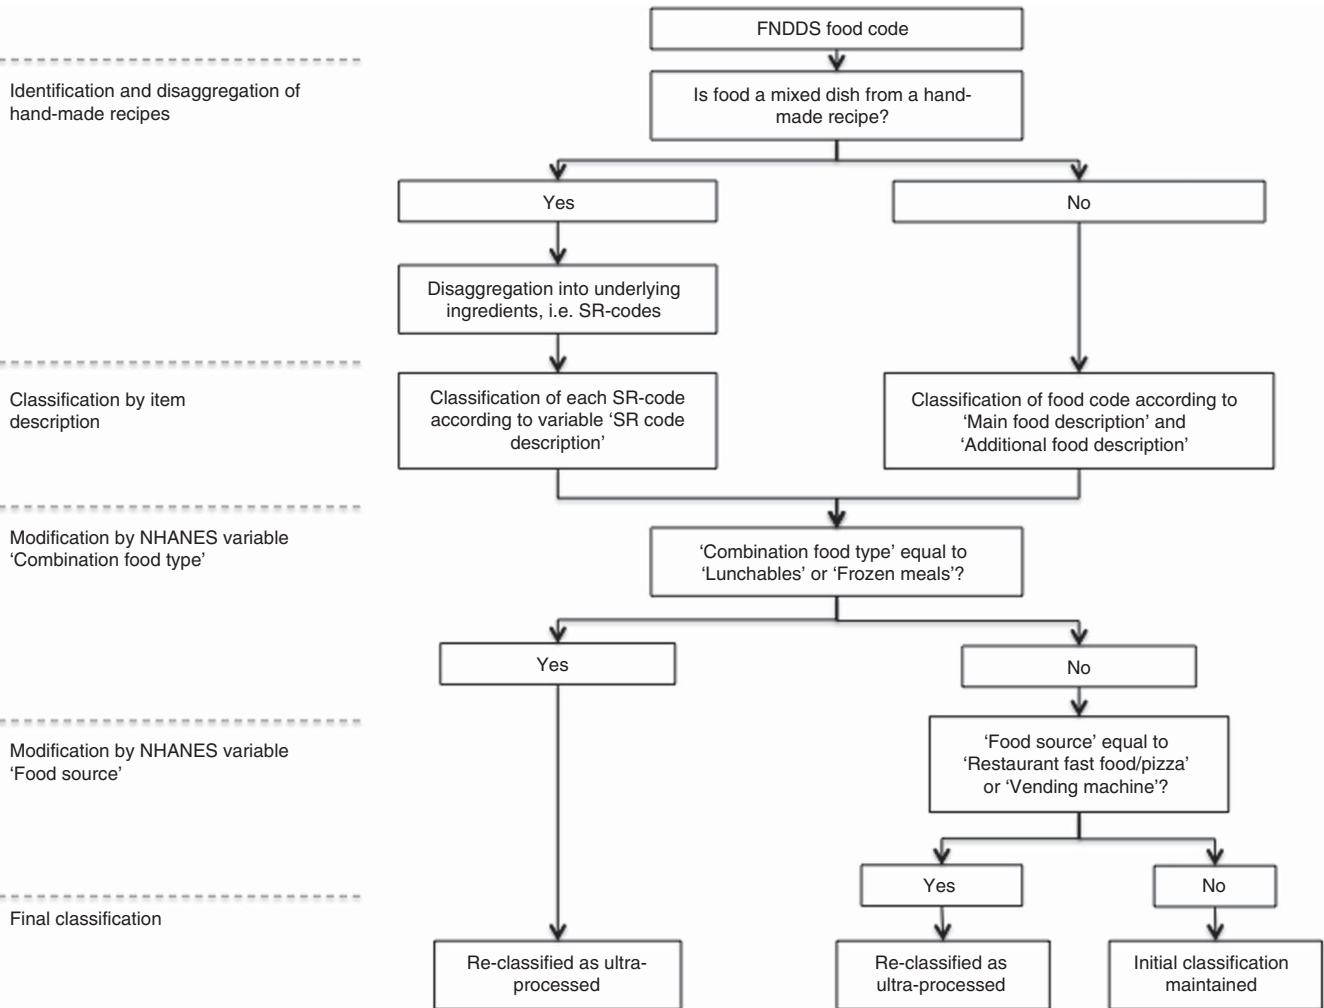 FNDDS food code
Identification and disaggregation of
hand-made recipes
Is food a mixed dish from a hand-
made recipe?
Yes
No
Disaggregation into underlying
ingredients, i.e. SR-codes
Classification by item
description
Classification of each SR-code
according to variable ‘SR code
description’
Classification of food code according to
‘Main food description’ and
‘Additional food description’
Modification by NHANES variable
‘Combination food type’
‘Combination food type’ equal to
‘Lunchables’ or ‘Frozen meals’?
Yes
No
Modification by NHANES variable
‘Food source’
‘Food source’ equal to
‘Restaurant fast food/pizza’
or ‘Vending machine’?
Yes
No
Final classification
Re-classified as ultra-
processed
Re-classified as
ultra-processed
Initial classification
maintained